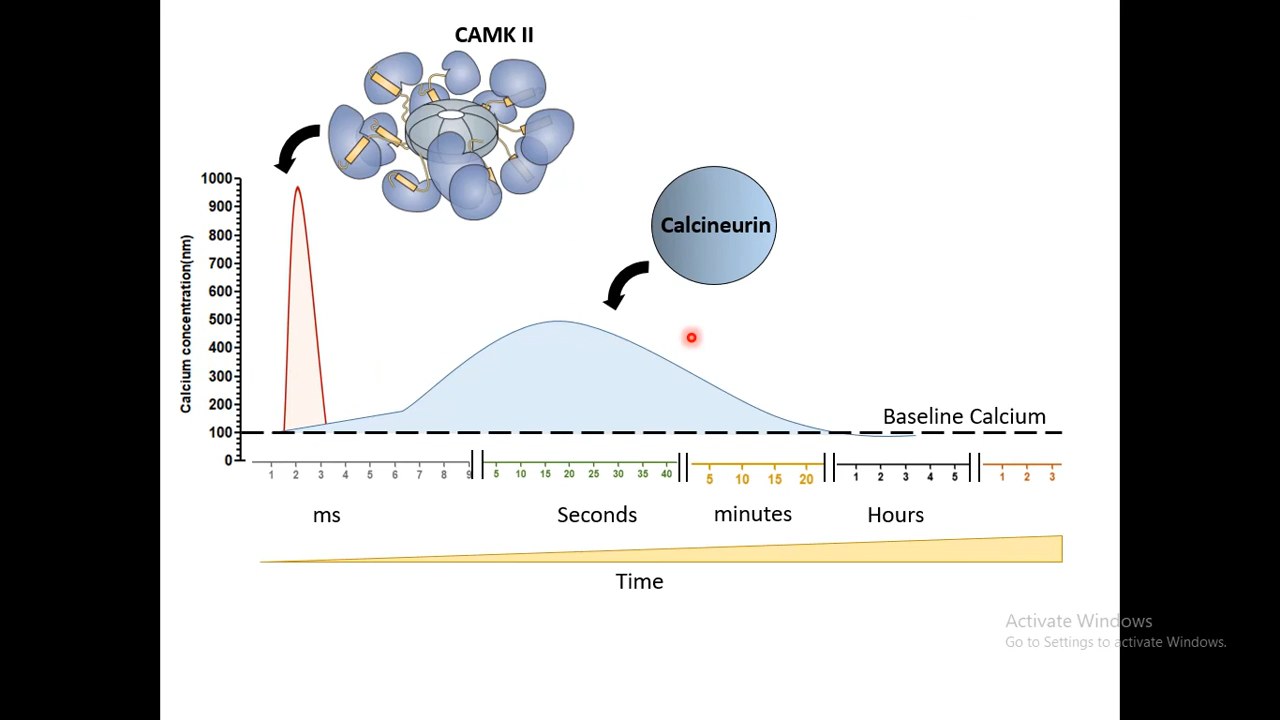 CAMK II
Calcineurin
Calcium concentration(nm)
1000
900
800
700
600
500
400
300
200
100
0
Baseline Calcium
1 2 3 4 5 6 7 8 9
5 10 15 20 25 30 35 40
5 10 15 20
1 2 3 4 5
1 2 3
ms Seconds minutes Hours
Time
Activate Windows
Go to Settings to activate Windows.